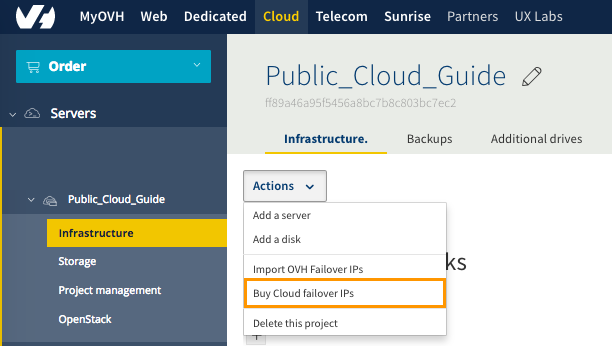 MyOVH Web Dedicated Cloud Telecom Sunrise Partners UX Labs
Order
Servers
Public_Cloud_Guide
Infrastructure
Storage
Project management
OpenStack
Public_Cloud_Guide
ff89a46a95f5456a8bc7b8c803bc7ec2
Infrastructure. Backups Additional drives
Actions
Add a server
Add a disk
Import OVH Failover IPs
Buy Cloud failover IPs
Delete this project